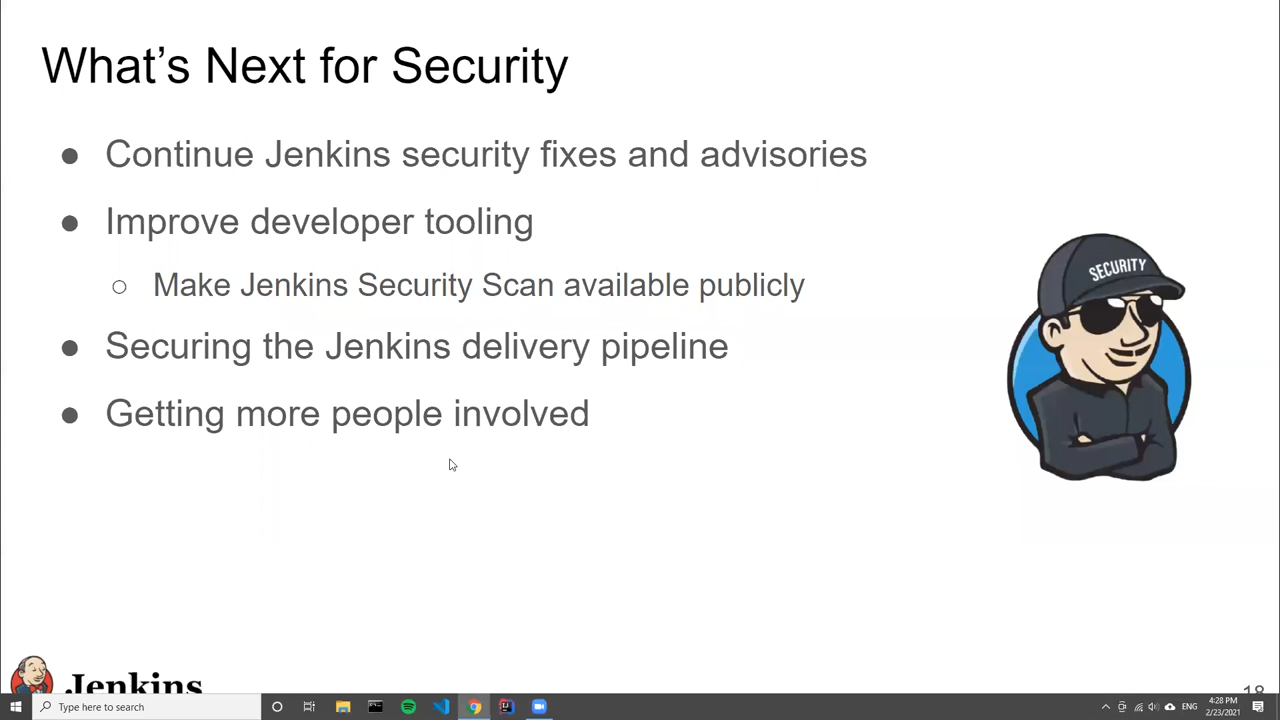 What’s Next for Security
● Continue Jenkins security fixes and advisories
● Improve developer tooling
○ Make Jenkins Security Scan available publicly
● Securing the Jenkins delivery pipeline
● Getting more people involved
SECURITY
Jenkins
18
Type here to search
ENG
4:28 PM
2/23/2021